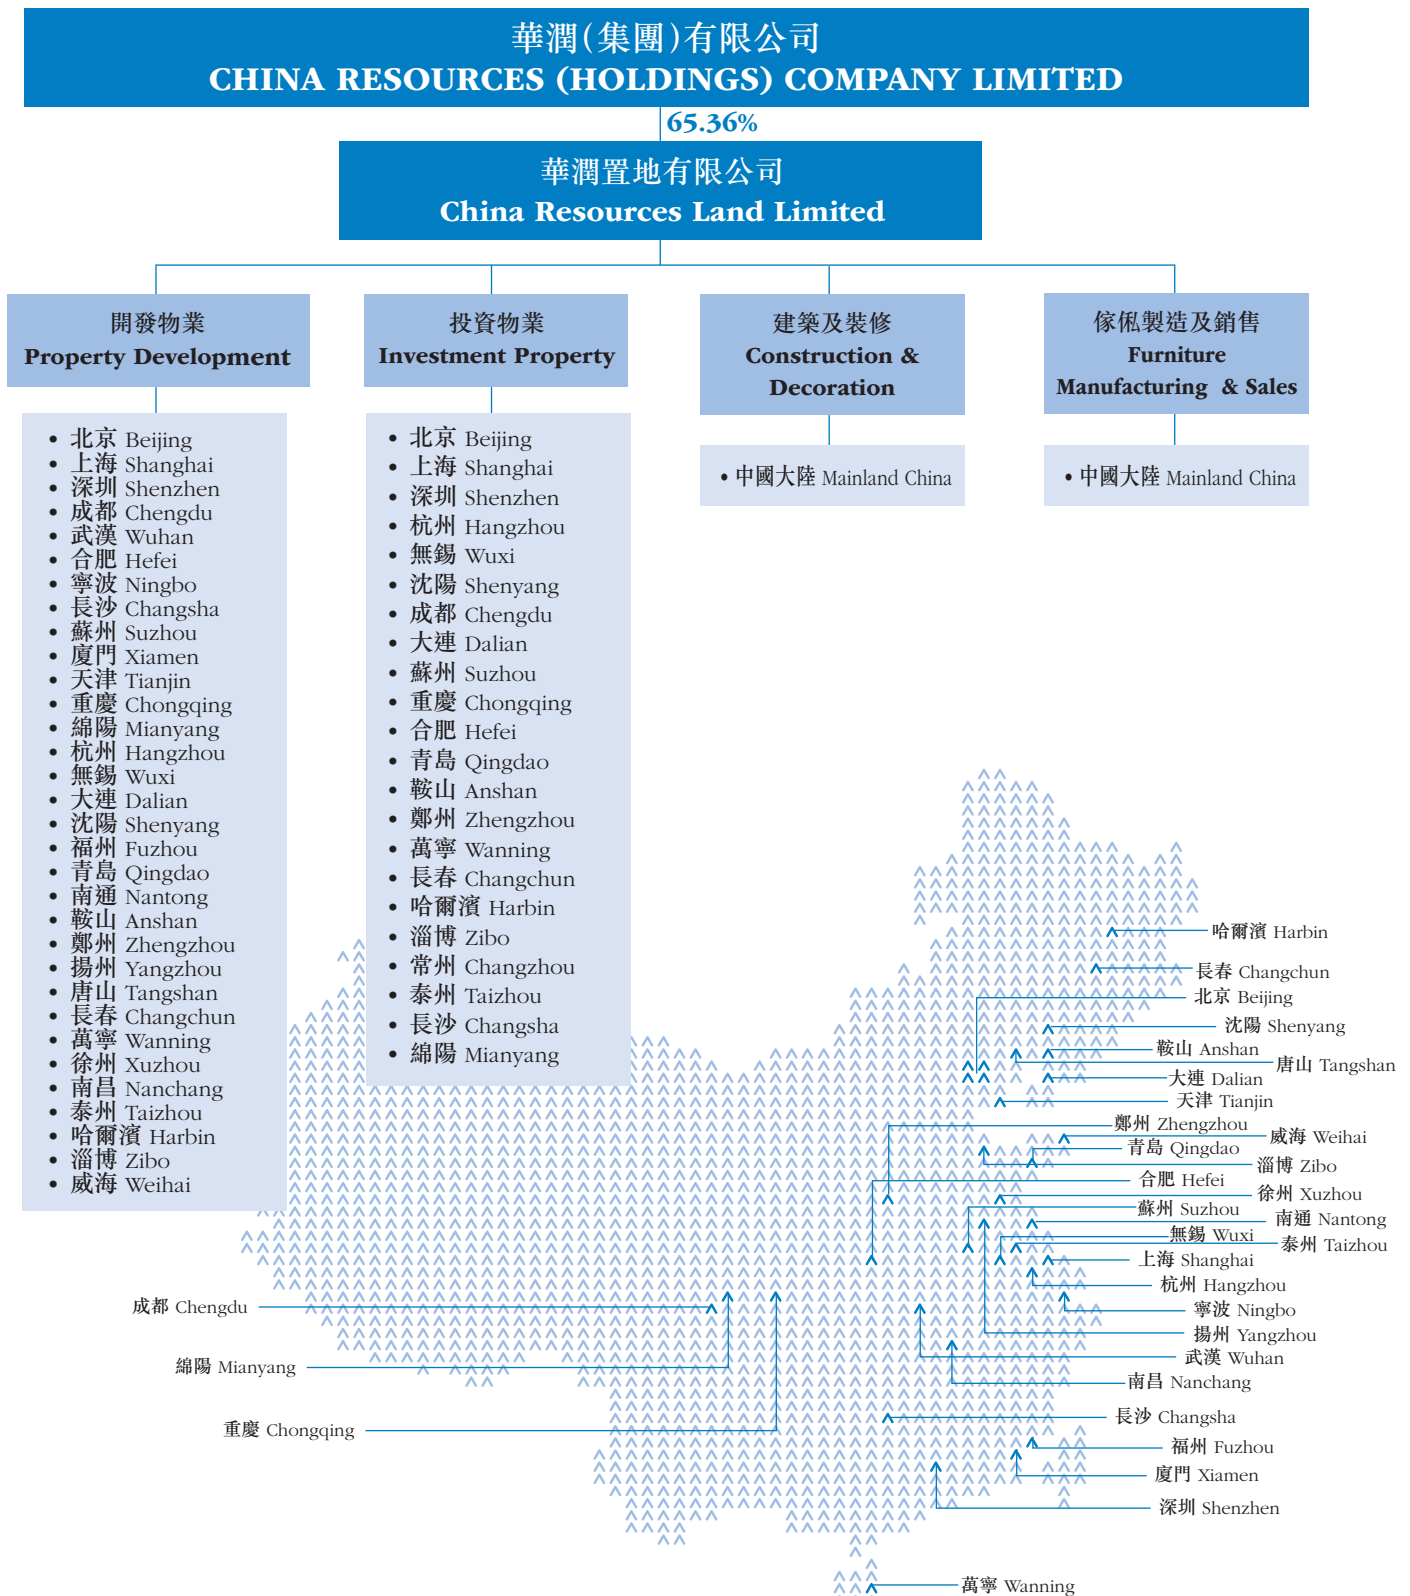 華潤(集團)有限公司
CHINA RESOURCES (HOLDINGS) COMPANY LIMITED
65.36%
華潤置地有限公司
China Resources Land Limited
開發物業
Property Development
• 北京 Beijing
• 上海 Shanghai
• 深圳 Shenzhen
• 成都 Chengdu
• 武漢 Wuhan
• 合肥 Hefei
• 寧波 Ningbo
• 長沙 Changsha
• 蘇州 Suzhou
• 廈門 Xiamen
• 天津 Tianjin
• 重慶 Chongqing
• 綿陽 Mianyang
• 杭州 Hangzhou
• 無錫 Wuxi
• 大連 Dalian
• 沈陽 Shenyang
• 福州 Fuzhou
• 青島 Qingdao
• 南通 Nantong
• 鞍山 Anshan
• 鄭州 Zhengzhou
• 揚州 Yangzhou
• 唐山 Tangshan
• 長春 Changchun
• 萬寧 Wanning
• 徐州 Xuzhou
• 南昌 Nanchang
• 泰州 Taizhou
• 哈爾濱 Harbin
• 淄博 Zibo
• 威海 Weihai
投資物業
Investment Property
• 北京 Beijing
• 上海 Shanghai
• 深圳 Shenzhen
• 杭州 Hangzhou
• 無錫 Wuxi
• 沈陽 Shenyang
• 成都 Chengdu
• 大連 Dalian
• 蘇州 Suzhou
• 重慶 Chongqing
• 合肥 Hefei
• 青島 Qingdao
• 鞍山 Anshan
• 鄭州 Zhengzhou
• 萬寧 Wanning
• 長春 Changchun
• 哈爾濱 Harbin
• 淄博 Zibo
• 常州 Changzhou
• 泰州 Taizhou
• 長沙 Changsha
• 綿陽 Mianyang
建築及裝修
Construction &
Decoration
• 中國大陸 Mainland China
傢俬製造及銷售
Furniture
Manufacturing & Sales
• 中國大陸 Mainland China
哈爾濱 Harbin
長春 Changchun
北京 Beijing
沈陽 Shenyang
鞍山 Anshan
唐山 Tangshan
大連 Dalian
天津 Tianjin
鄭州 Zhengzhou
威海 Weihai
青島 Qingdao
淄博 Zibo
合肥 Hefei
徐州 Xuzhou
蘇州 Suzhou
南通 Nantong
無錫 Wuxi
泰州 Taizhou
上海 Shanghai
杭州 Hangzhou
寧波 Ningbo
揚州 Yangzhou
武漢 Wuhan
南昌 Nanchang
長沙 Changsha
福州 Fuzhou
廈門 Xiamen
深圳 Shenzhen
萬寧 Wanning
成都 Chengdu
綿陽 Mianyang
重慶 Chongqing